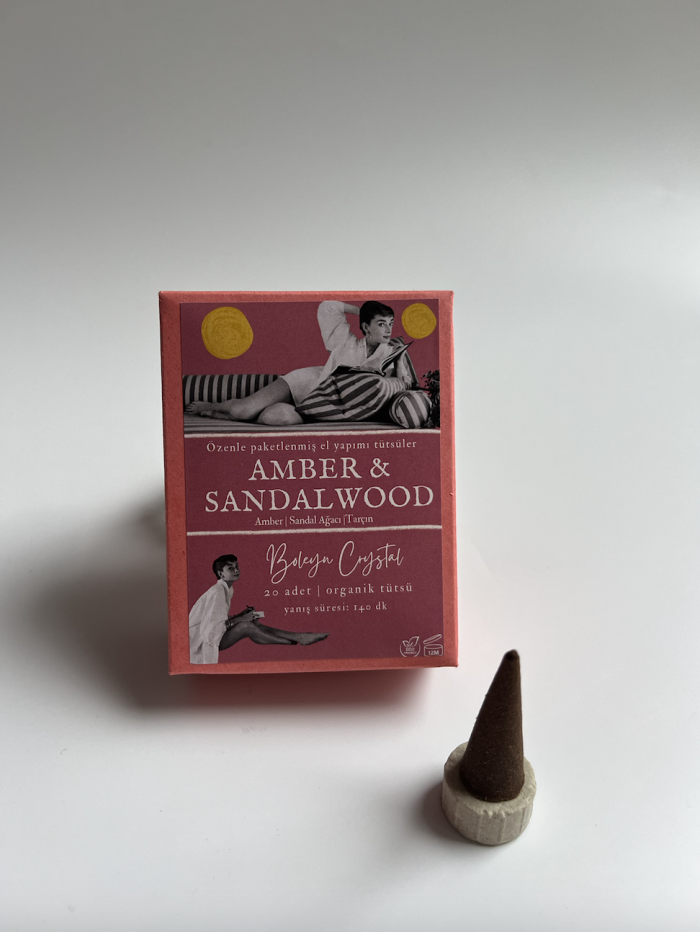 Özenle paketlenmiş el yapımı tütsüler
AMBER &
SANDALWOOD
Amber | Sandal Ağacı | Tarçın
Boleyn Crystal
20 adet | organik tütsü
yanış süresi: 140 dk
12M